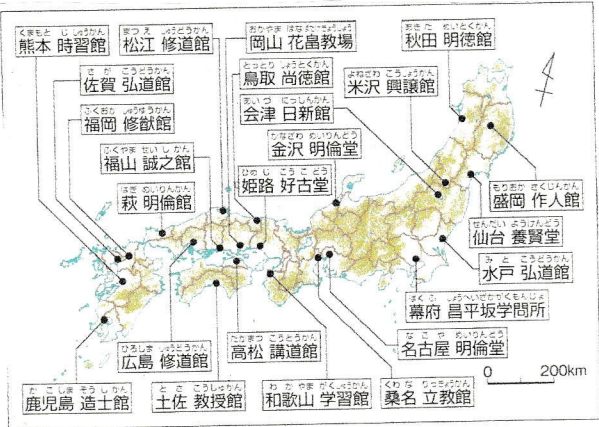 くまもと じしゅうかん
熊本 時習館
まつえ しゅうどうかん
松江 修道館
おかやま はなばたけきょうじょう
岡山 花畠教場
あきた めいとくかん
秋田 明徳館
さが こうどうかん
佐賀 弘道館
とっとり しょうとくかん
鳥取 尚徳館
よねざわ こうじょうかん
米沢 興譲館
ふくおか しゅうゆうかん
福岡 修猷館
あいづ にっしんかん
会津 日新館
ふくやま せいしかん
福山 誠之館
かなざわ めいりんどう
金沢 明倫堂
はぎ めいりんかん
萩 明倫館
ひめじ こうこどう
姫路 好古堂
もりおか さくじんかん
盛岡 作人館
せんだい ようけんどう
仙台 養賢堂
みと こうどうかん
水戸 弘道館
ばくふ しょうへいざかがくもんじょ
幕府 昌平坂学問所
なごや めいりんどう
名古屋 明倫堂
ひろしま しゅうどうかん
広島 修道館
たかまつ こうどうかん
高松 講道館
かごしま ぞうしかん
鹿児島 造士館
とさ こうじゅかん
土佐 教授館
わかやま がくしゅうかん
和歌山 学習館
くわな りっきょうかん
桑名 立教館
0 200km